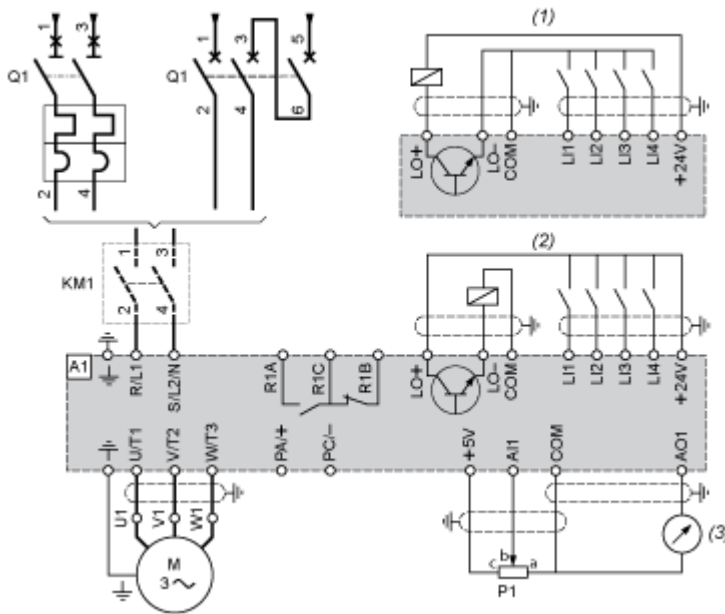 1 3 1 3 5
Q1 Q1
2 4 2 4 6
(1)
LO+ LO- COM LI1 LI2 LI3 LI4 +24V
KM1 1 3
2 4
(2)
A1 R/L1 S/L2/N R1A R1C R1B LO+ LO- COM LI1 LI2 LI3 LI4 +24V
U/T1 V/T2 W/T3 PA/+ PC/- +5V AI1 COM AO1
U1 V1 W1
(3)
M
3~
c b a
P1